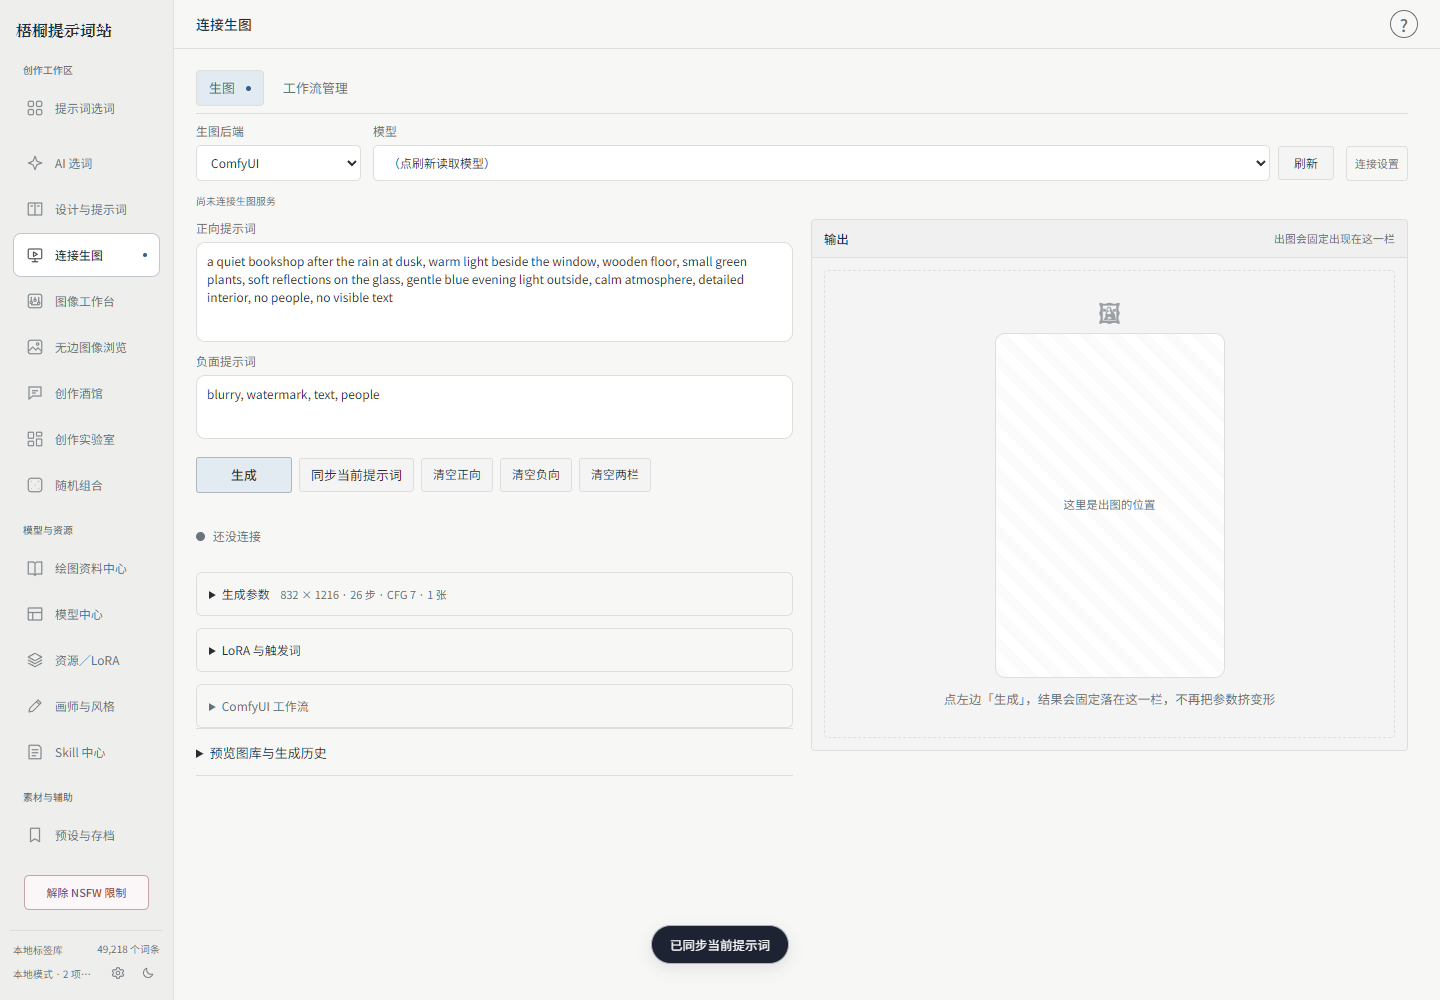 梧桐提示词站
创作工作区
提示词选词
AI 选词
设计与提示词
连接生图
图像工作台
无边图像浏览
创作酒馆
创作实验室
随机组合
模型与资源
绘图资料中心
模型中心
资源／LoRA
画师与风格
Skill 中心
素材与辅助
预设与存档
解除 NSFW 限制
本地标签库 49,218 个词条
本地模式 · 2 项…
连接生图
?
生图
工作流管理
生图后端
模型
ComfyUI
（点刷新读取模型）
刷新
连接设置
尚未连接生图服务
正向提示词
a quiet bookshop after the rain at dusk, warm light beside the window, wooden floor, small green
plants, soft reflections on the glass, gentle blue evening light outside, calm atmosphere, detailed
interior, no people, no visible text
负面提示词
blurry, watermark, text, people
生成
同步当前提示词
清空正向
清空负向
清空两栏
还没连接
生成参数 832 × 1216 · 26 步 · CFG 7 · 1 张
LoRA 与触发词
ComfyUI 工作流
预览图库与生成历史
输出
出图会固定出现在这一栏
这里是出图的位置
点左边「生成」，结果会固定落在这一栏，不再把参数挤变形
已同步当前提示词